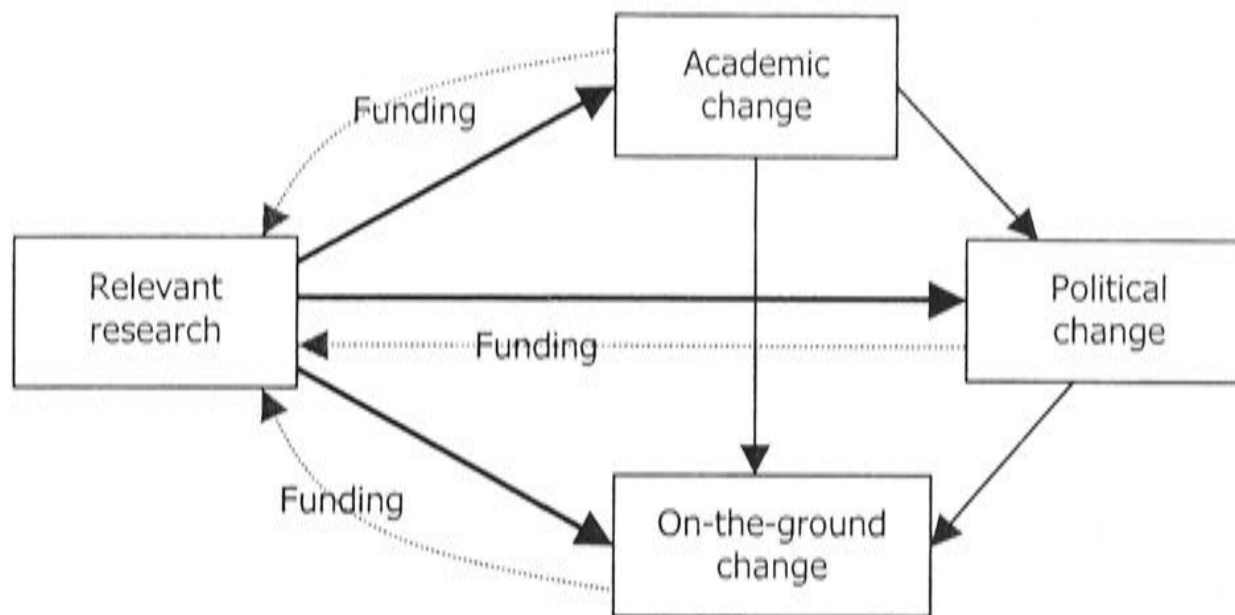 Academic
change
Funding
Relevant
research
Political
change
Funding
Funding
On-the-ground
change